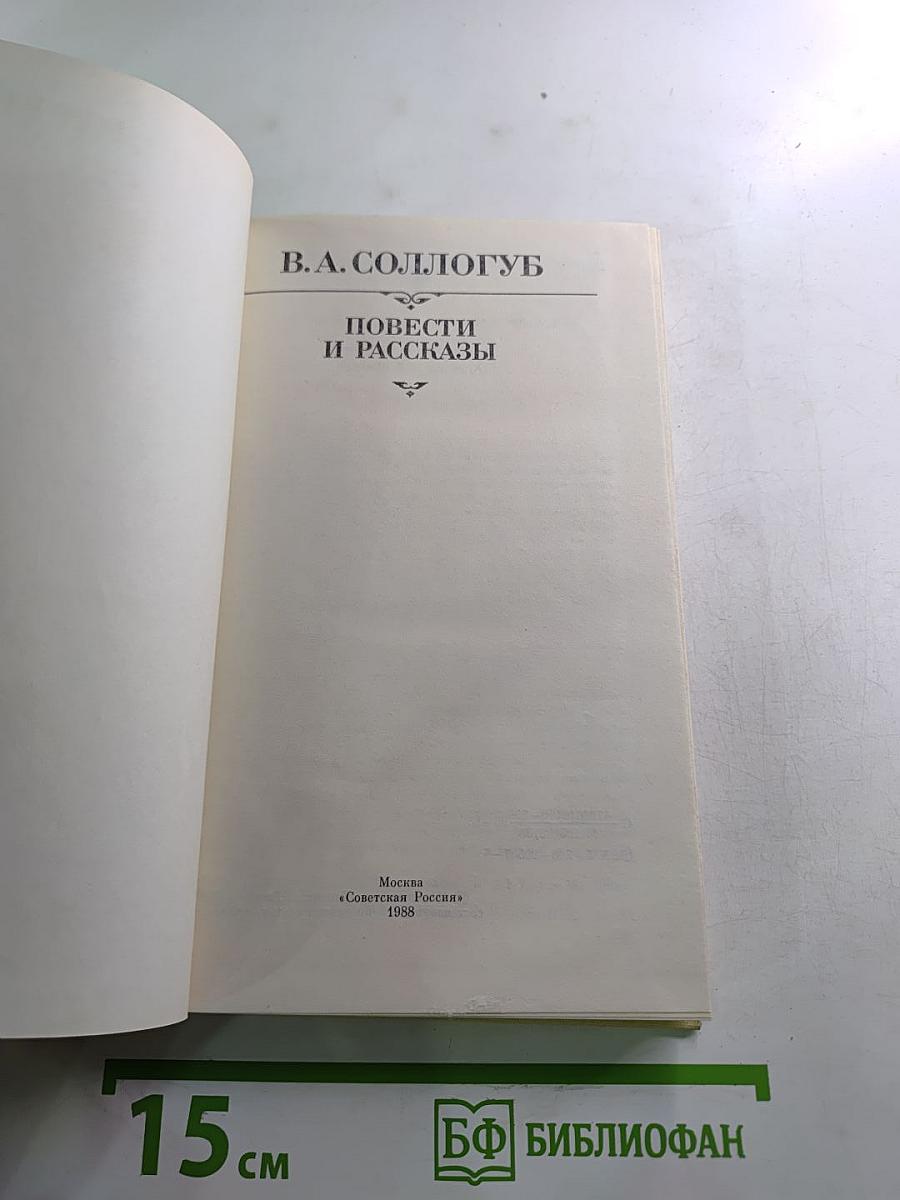 В. А. СОЛЛОГУБ
ПОВЕСТИ
И РАССКАЗЫ
Москва
«Советская Россия»
1988
15 см
БФ БИБЛИОФАН